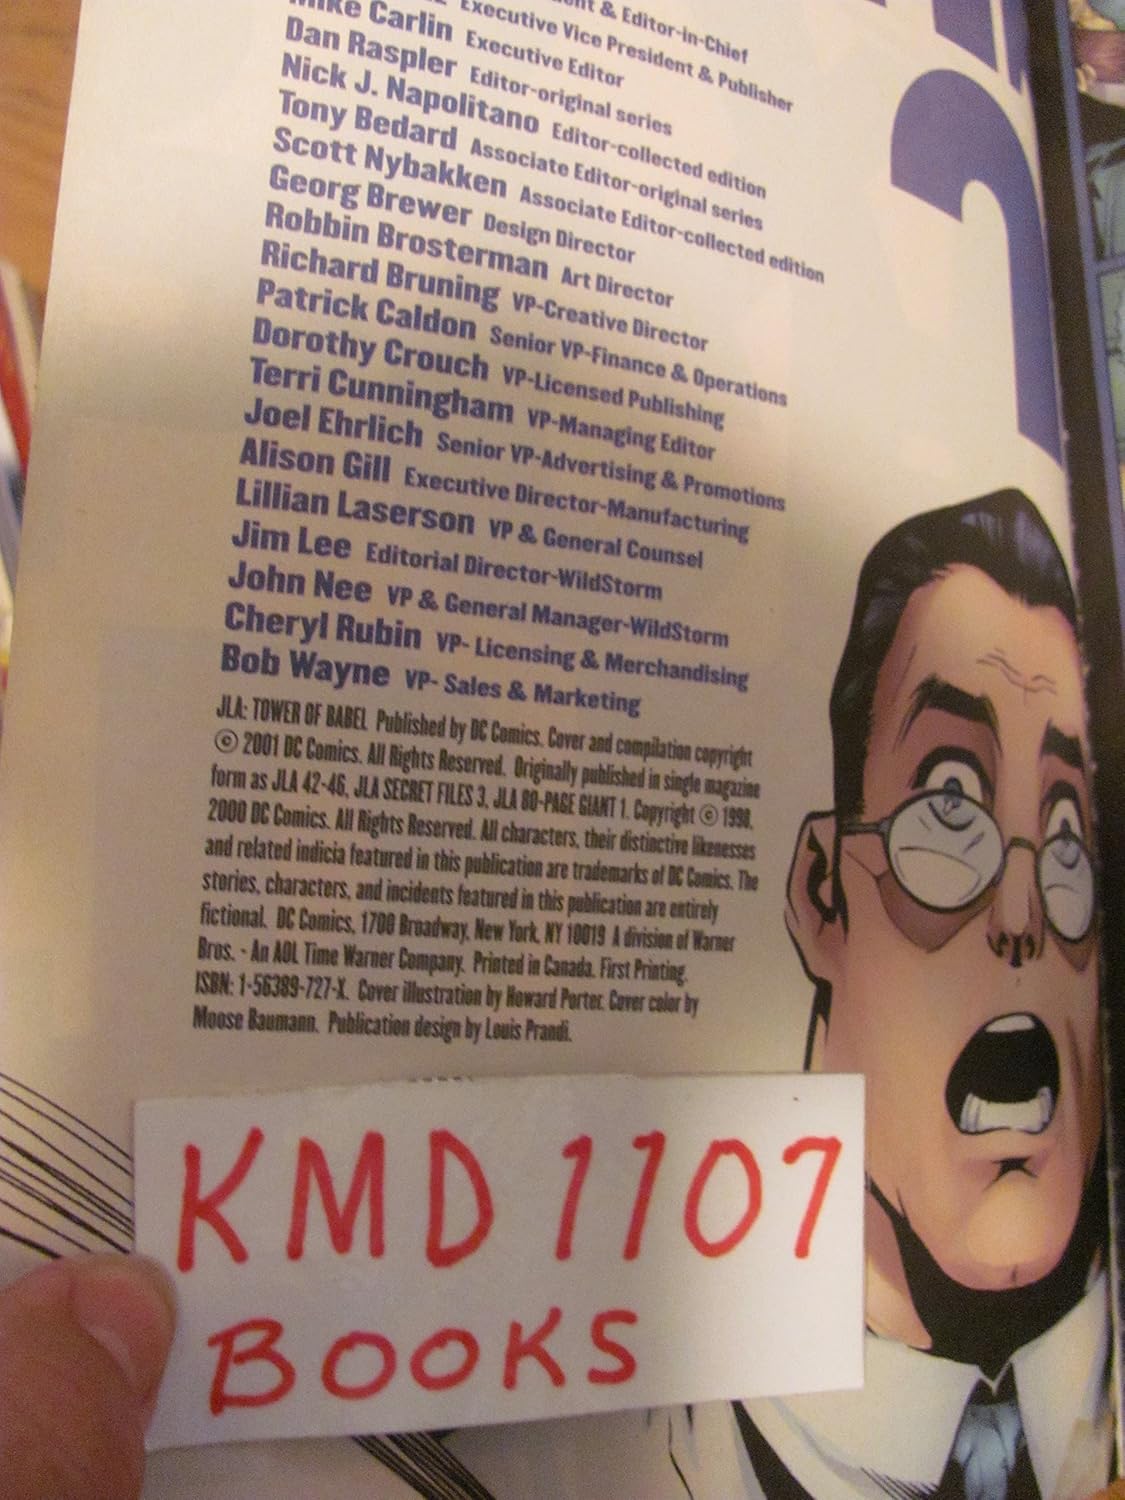 & Editor-in-Chief
Executive Vice President & Publisher
Mike Carlin Executive Editor
Dan Raspler Editor-original series
Nick J. Napolitano Editor-collected edition
Tony Bedard Associate Editor-original series
Scott Nybakken Associate Editor-collected edition
Georg Brewer Design Director
Robbin Brosterman Art Director
Richard Bruning VP-Creative Director
Patrick Caldon Senior VP-Finance & Operations
Dorothy Crouch VP-Licensed Publishing
Terri Cunningham VP-Managing Editor
Joel Ehrlich Senior VP-Advertising & Promotions
Alison Gill Executive Director-Manufacturing
Lillian Laserson VP & General Counsel
Jim Lee Editorial Director-WildStorm
John Nee VP & General Manager-WildStorm
Cheryl Rubin VP- Licensing & Merchandising
Bob Wayne VP- Sales & Marketing
JLA: TOWER OF BABEL Published by DC Comics. Cover and compilation copyright
© 2001 DC Comics. All Rights Reserved. Originally published in single magazine
form as JLA 42-46, JLA SECRET FILES 3, JLA 80-PAGE GIANT 1. Copyright © 1998,
2000 DC Comics. All Rights Reserved. All characters, their distinctive likenesses
and related indicia featured in this publication are trademarks of DC Comics. The
stories, characters, and incidents featured in this publication are entirely
fictional. DC Comics, 1700 Broadway, New York, NY 10019 A division of Warner
Bros. - An AOL Time Warner Company. Printed in Canada. First Printing.
ISBN: 1-56389-727-X. Cover illustration by Howard Porter. Cover color by
Moose Baumann. Publication design by Louis Prandi.
KMD 1107
BOOKS